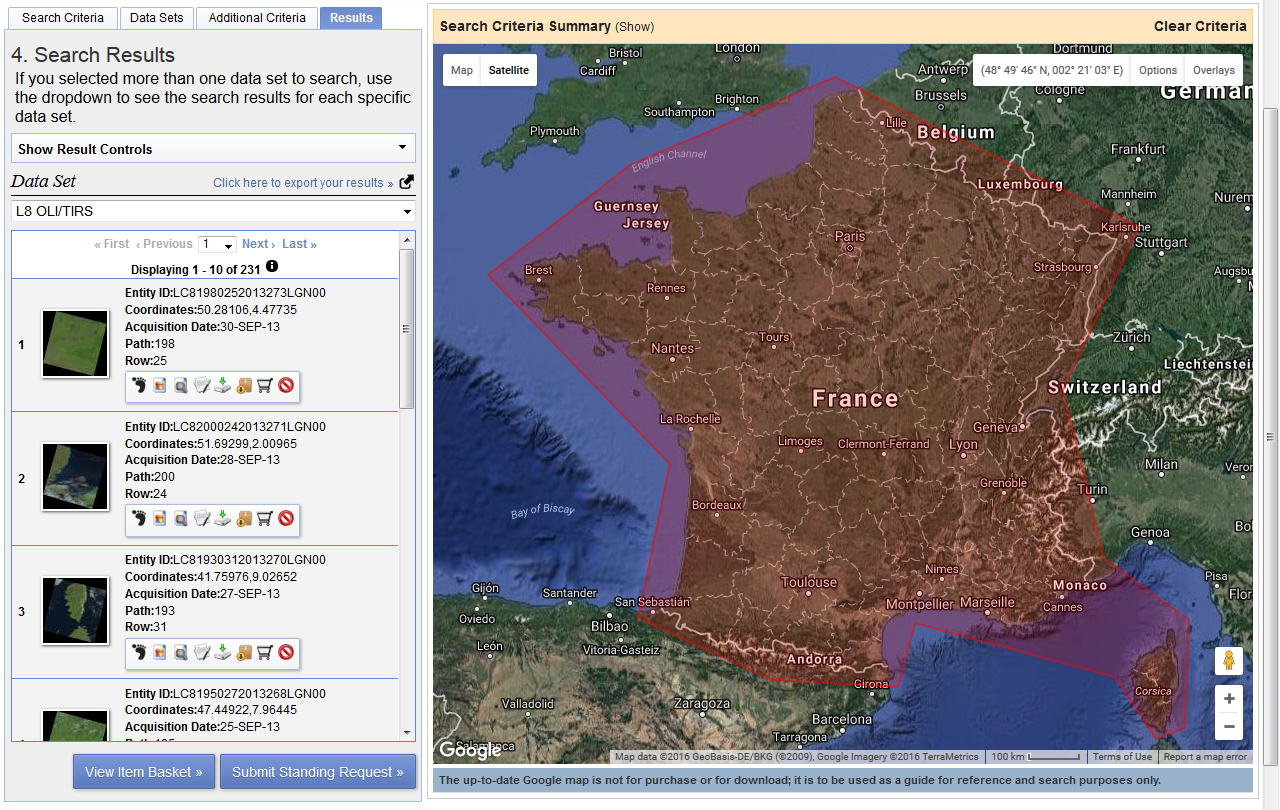 Search Criteria
Data Sets
Additional Criteria
Results
4. Search Results
If you selected more than one data set to search, use
the dropdown to see the search results for each specific
data set.
Show Result Controls
Data Set
Click here to export your results »
L8 OLI/TIRS
« First ‹ Previous 1 Next › Last »
Displaying 1 - 10 of 231
1
Entity ID:LC81980252013273LGN00
Coordinates:50.28106,4.47735
Acquisition Date:30-SEP-13
Path:198
Row:25
2
Entity ID:LC82000242013271LGN00
Coordinates:51.69299,2.00965
Acquisition Date:28-SEP-13
Path:200
Row:24
3
Entity ID:LC81930312013270LGN00
Coordinates:41.75976,9.02652
Acquisition Date:27-SEP-13
Path:193
Row:31
Entity ID:LC81950272013268LGN00
Coordinates:47.44922,7.96445
Acquisition Date:25-SEP-13
View Item Basket »
Submit Standing Request »
Search Criteria Summary (Show)
Clear Criteria
Map
Satellite
(48° 49' 46" N, 002° 21' 03" E)
Options
Overlays
Bristol
London
Dortmund
Cardiff
Antwerp
Brussels
Cologne
German
Southampton
Brighton
Plymouth
Lille
Belgium
Frankfurt
English Channel
Luxembourg
Mannheim
Nurem
Guernsey
Jersey
Karlsruhe
Stuttgart
Paris
Brest
Strasbourg
Augsbu
Rennes
Tours
Nantes
Zürich
Liechtenstein
Switzerland
France
La Rochelle
Geneva
Limoges
Clermont-Ferrand
Lyon
Milan
Veron
Grenoble
Turin
Bordeaux
Bay of Biscay
Genoa
Bol
Nimes
Toulouse
Monaco
Pisa
Gijón
Santander
San Sebastián
Montpellier
Marseille
Cannes
Flor
Oviedo
Bilbao
León
Vitoria-Gasteiz
Andorra
Girona
Corsica
Valladolid
Zaragoza
Barcelona
Tarragona
Salamanca
Google
Map data ©2016 GeoBasis-DE/BKG (©2009), Google Imagery ©2016 TerraMetrics
100 km
Terms of Use
Report a map error
The up-to-date Google map is not for purchase or for download; it is to be used as a guide for reference and search purposes only.